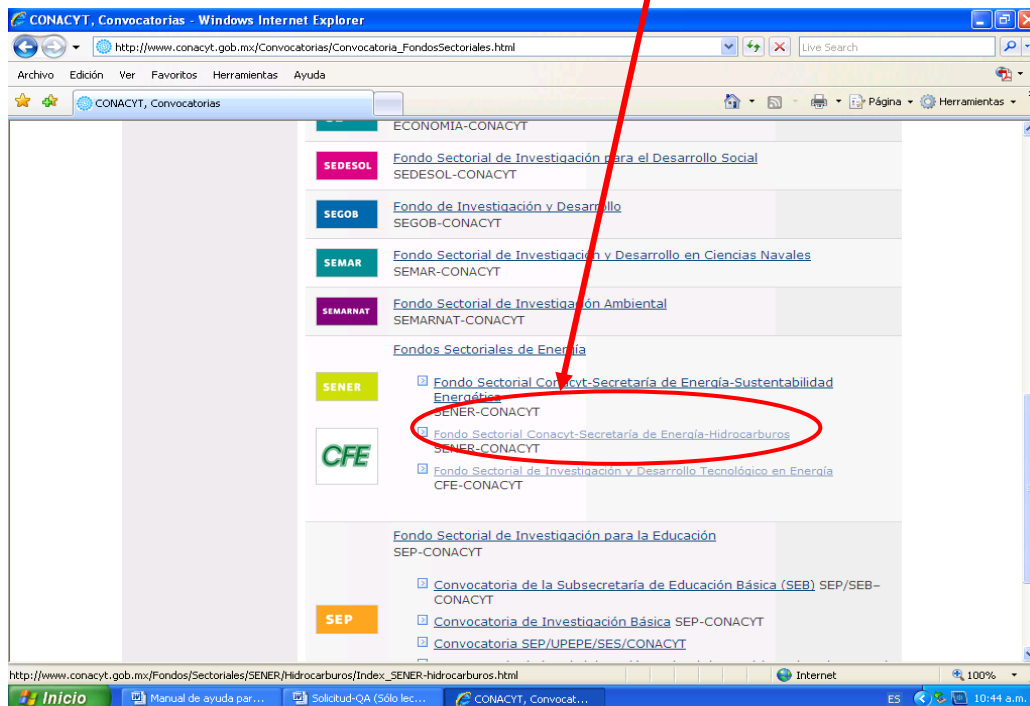 CONACYT, Convocatorias - Windows Internet Explorer
http://www.conacyt.gob.mx/Convocatorias/Convocatoria_FondosSectoriales.html
Live Search
Archivo Edición Ver Favoritos Herramientas Ayuda
CONACYT, Convocatorias
Página Herramientas
ECONOMIA-CONACYT
SEDESOL
Fondo Sectorial de Investigación para el Desarrollo Social
SEDESOL-CONACYT
SEGOB
Fondo de Investigación y Desarrollo
SEGOB-CONACYT
SEMAR
Fondo Sectorial de Investigación y Desarrollo en Ciencias Navales
SEMAR-CONACYT
SEMARNAT
Fondo Sectorial de Investigación Ambiental
SEMARNAT-CONACYT
Fondos Sectoriales de Energía
SENER
Fondo Sectorial Conacyt-Secretaría de Energía-Sustentabilidad
Energética
SENER-CONACYT
Fondo Sectorial Conacyt-Secretaría de Energía-Hidrocarburos
SENER-CONACYT
CFE
Fondo Sectorial de Investigación y Desarrollo Tecnológico en Energía
CFE-CONACYT
Fondo Sectorial de Investigación para la Educación
SEP-CONACYT
Convocatoria de la Subsecretaría de Educación Básica (SEB) SEP/SEB–
CONACYT
SEP
Convocatoria de Investigación Básica SEP-CONACYT
Convocatoria SEP/UPEPE/SES/CONACYT
http://www.conacyt.gob.mx/Fondos/Sectoriales/SENER/Hidrocarburos/Index_SENER-hidrocarburos.html
Internet
100%
Inicio
Manual de ayuda par...
Solicitud-QA (Sólo lec...
CONACYT, Convocat...
ES
10:44 a.m.